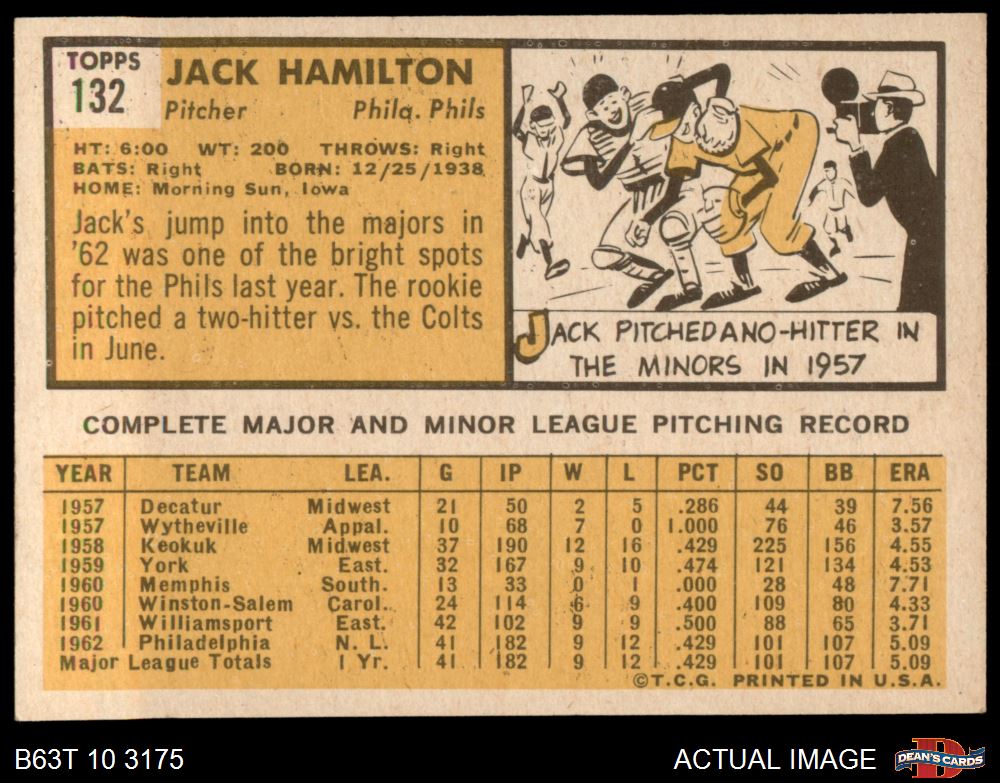 TOPPS
132
JACK HAMILTON
Pitcher Phila. Phils
HT: 6:00 WT: 200 THROWS: Right
BATS: Right BORN: 12/25/1938
HOME: Morning Sun, Iowa
Jack's jump into the majors in
'62 was one of the bright spots
for the Phils last year. The rookie
pitched a two-hitter vs. the Colts
in June.
JACK PITCHED A NO-HITTER IN
THE MINORS IN 1957
COMPLETE MAJOR AND MINOR LEAGUE PITCHING RECORD
YEAR TEAM LEA. G IP W L PCT SO BB ERA
1957 Decatur Midwest 21 50 2 5 .286 44 39 7.56
1957 Wytheville Appal. 10 68 7 0 1.000 76 46 3.57
1958 Keokuk Midwest 37 190 12 16 .429 225 156 4.55
1959 York East. 32 167 9 10 .474 121 134 4.53
1960 Memphis South. 13 33 0 1 .000 28 48 7.71
1960 Winston-Salem Carol. 24 114 6 9 .400 109 80 4.33
1961 Williamsport East. 42 102 9 9 .500 88 65 3.71
1962 Philadelphia N. L. 41 182 9 12 .429 101 107 5.09
Major League Totals 1 Yr. 41 182 9 12 .429 101 107 5.09
©T.C.G. PRINTED IN U.S.A.
B63T 10 3175 ACTUAL IMAGE
D
DEAN'S CARDS